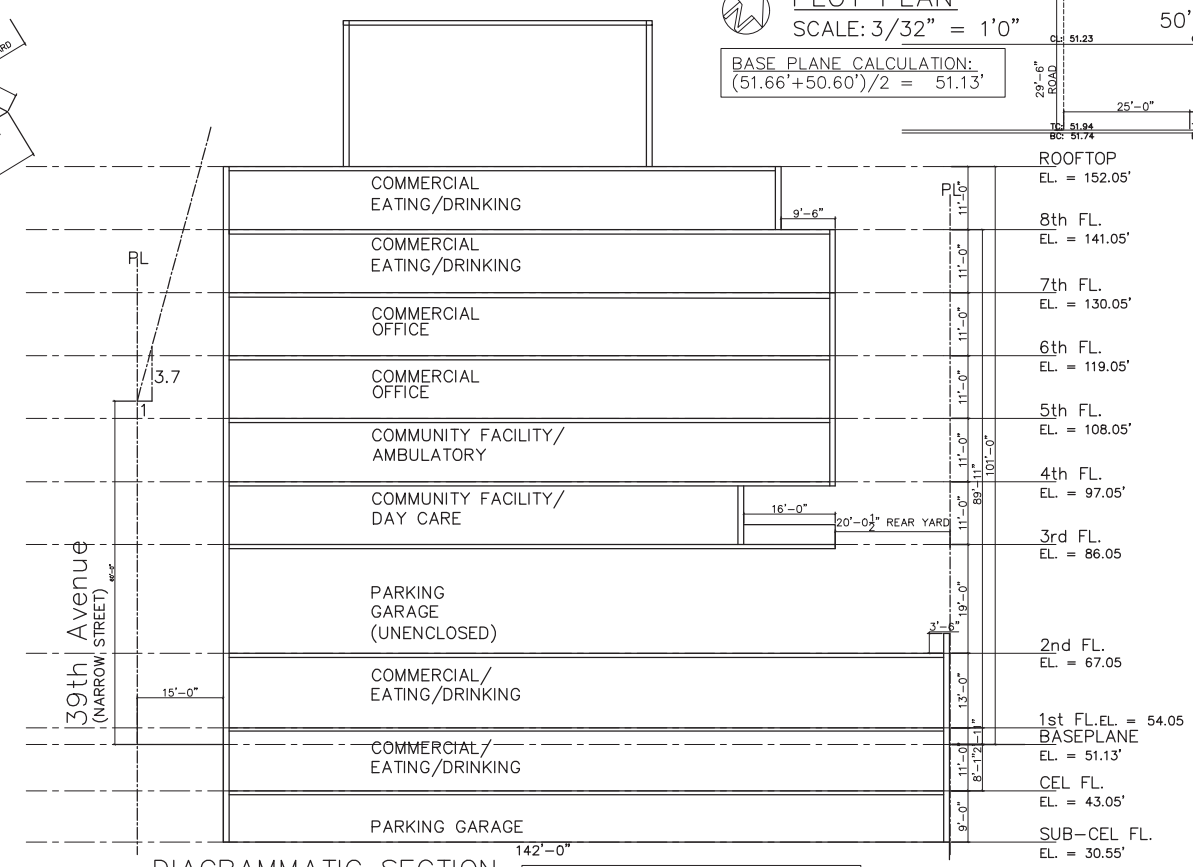 PLOT PLAN
SCALE: 3/32" = 1'0"
50'
BASE PLANE CALCULATION:
(51.66'+50.60')/2 = 51.13'
CL: 51.23
29'-6"
ROAD
25'-0"
TC: 51.94
BC: 51.74
ROOFTOP
EL. = 152.05'
COMMERCIAL
EATING/DRINKING
9'-6"
PL
11'-0"
8th FL.
EL. = 141.05'
COMMERCIAL
EATING/DRINKING
PL
11'-0"
7th FL.
EL. = 130.05'
COMMERCIAL
OFFICE
11'-0"
6th FL.
EL. = 119.05'
3.7
1
COMMERCIAL
OFFICE
11'-0"
5th FL.
EL. = 108.05'
COMMUNITY FACILITY/
AMBULATORY
11'-0"
89'-11"
101'-0"
4th FL.
EL. = 97.05'
COMMUNITY FACILITY/
DAY CARE
16'-0"
20'-0½" REAR YARD
11'-0"
3rd FL.
EL. = 86.05
39th Avenue
(NARROW STREET)
PARKING
GARAGE
(UNENCLOSED)
19'-0"
3'-6"
2nd FL.
EL. = 67.05
15'-0"
COMMERCIAL/
EATING/DRINKING
13'-0"
1st FL.EL. = 54.05
BASEPLANE
EL. = 51.13'
COMMERCIAL/
EATING/DRINKING
11'-0"
8'-1"
2'-11"
CEL FL.
EL. = 43.05'
PARKING GARAGE
9'-0"
SUB-CEL FL.
EL. = 30.55'
142'-0"
DIAGRAMMATIC SECTION